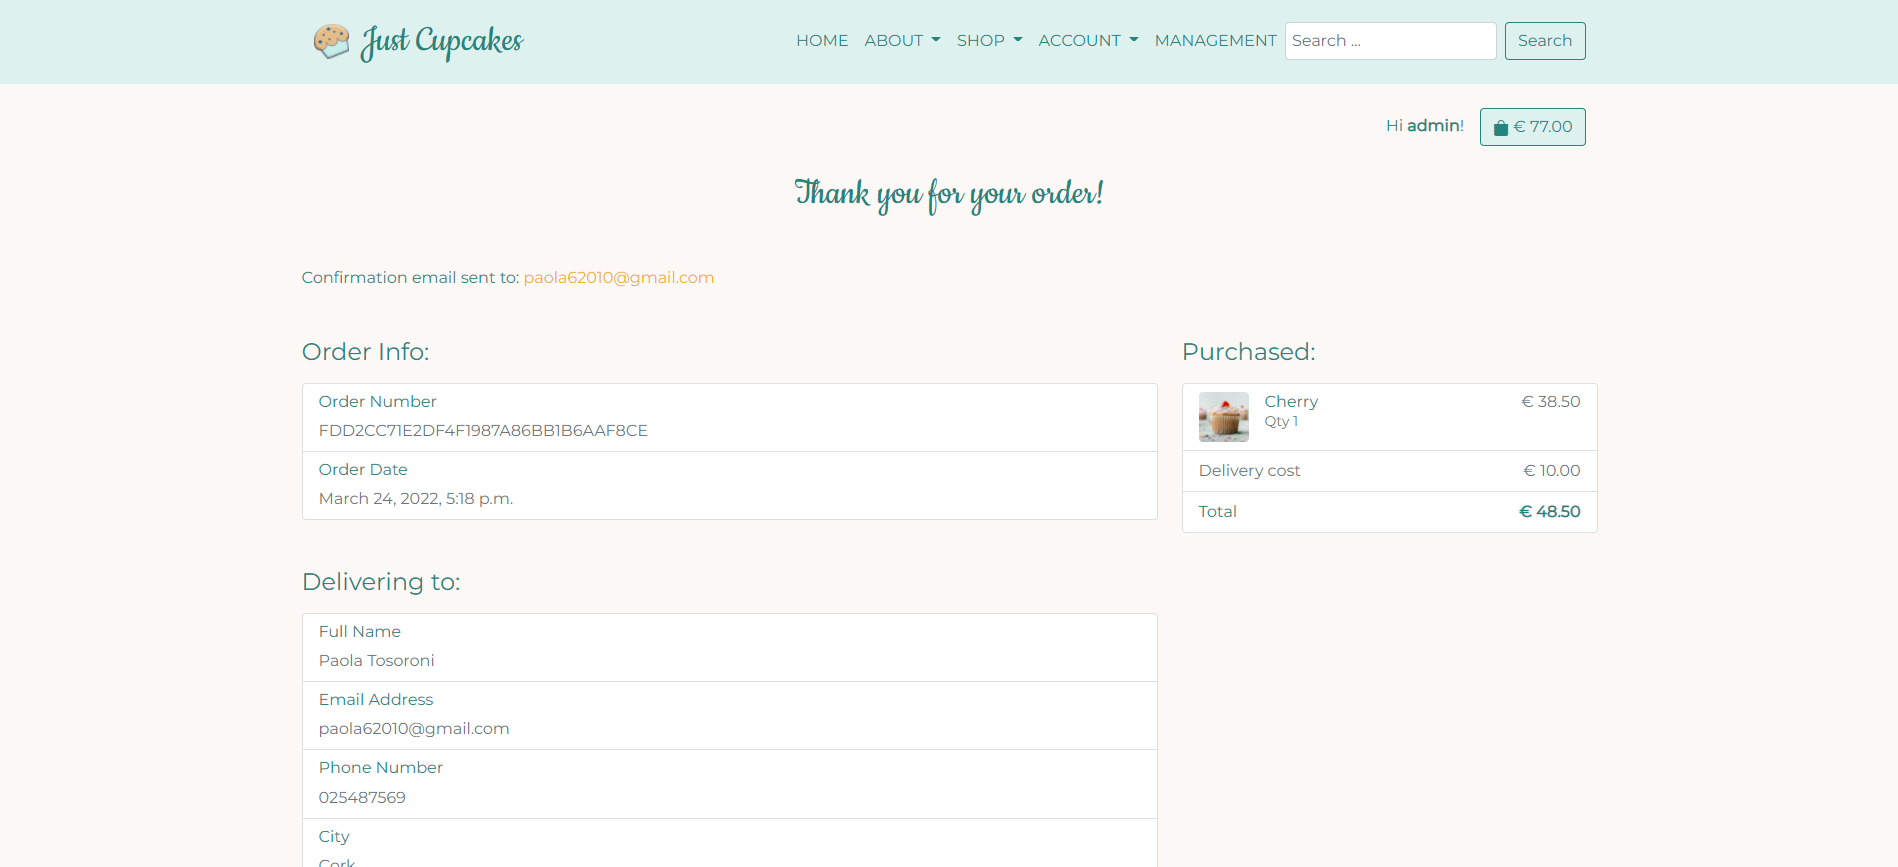 Just Cupcakes
HOME ABOUT SHOP ACCOUNT MANAGEMENT Search ... Search
Hi admin! € 77.00
Thank you for your order!
Confirmation email sent to: paola62010@gmail.com
Order Info:
Order Number
FDD2CC71E2DF4F1987A86BB1B6AAF8CE
Order Date
March 24, 2022, 5:18 p.m.
Purchased:
Cherry € 38.50
Qty 1
Delivery cost € 10.00
Total € 48.50
Delivering to:
Full Name
Paola Tosoroni
Email Address
paola62010@gmail.com
Phone Number
025487569
City
Cork